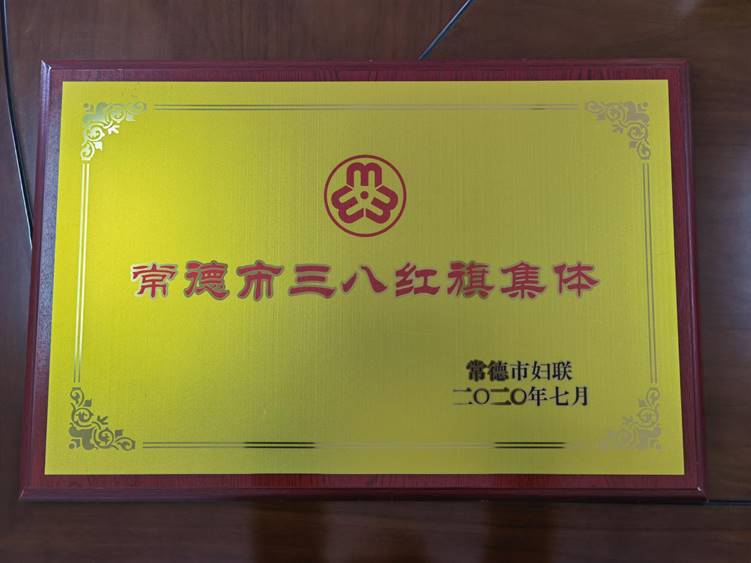 常德市三八红旗集体
常德市妇联
二〇二〇年七月